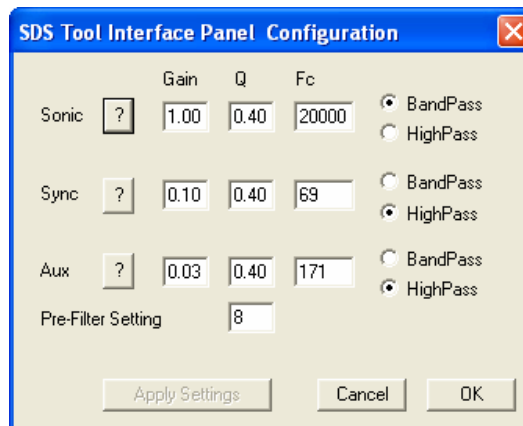 SDS Tool Interface Panel Configuration
Gain Q Fc
Sonic ? 1.00 0.40 20000 BandPass
HighPass
Sync ? 0.10 0.40 69 BandPass
HighPass
Aux ? 0.03 0.40 171 BandPass
HighPass
Pre-Filter Setting 8
Apply Settings Cancel OK